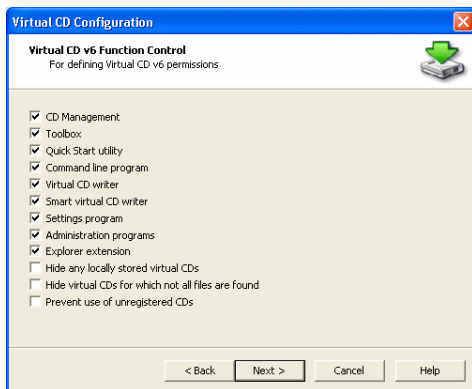 Virtual CD Configuration
Virtual CD v6 Function Control
For defining Virtual CD v6 permissions
CD Management
Toolbox
Quick Start utility
Command line program
Virtual CD writer
Smart virtual CD writer
Settings program
Administration programs
Explorer extension
Hide any locally stored virtual CDs
Hide virtual CDs for which not all files are found
Prevent use of unregistered CDs
< Back Next > Cancel Help